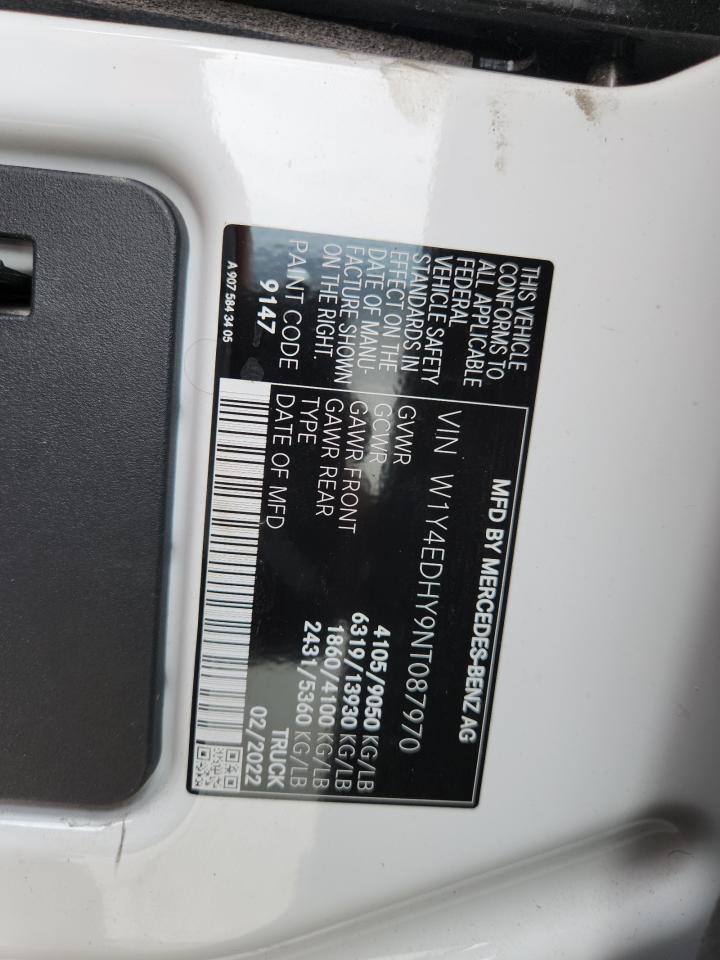 THIS VEHICLE
CONFORMS TO
ALL APPLICABLE
FEDERAL
VEHICLE SAFETY
STANDARDS IN
EFFECT ON THE
DATE OF MANU-
FACTURE SHOWN
ON THE RIGHT.
PAINT CODE
9147
A 907 584 34 05
MFD BY MERCEDES-BENZ AG
VIN W1Y4EDHY9NT087970
GVWR 4105/9050 KG/LB
GCWR 6319/13930 KG/LB
GAWR FRONT 1860/4100 KG/LB
GAWR REAR 2431/5360 KG/LB
TYPE TRUCK
DATE OF MFD 02/2022